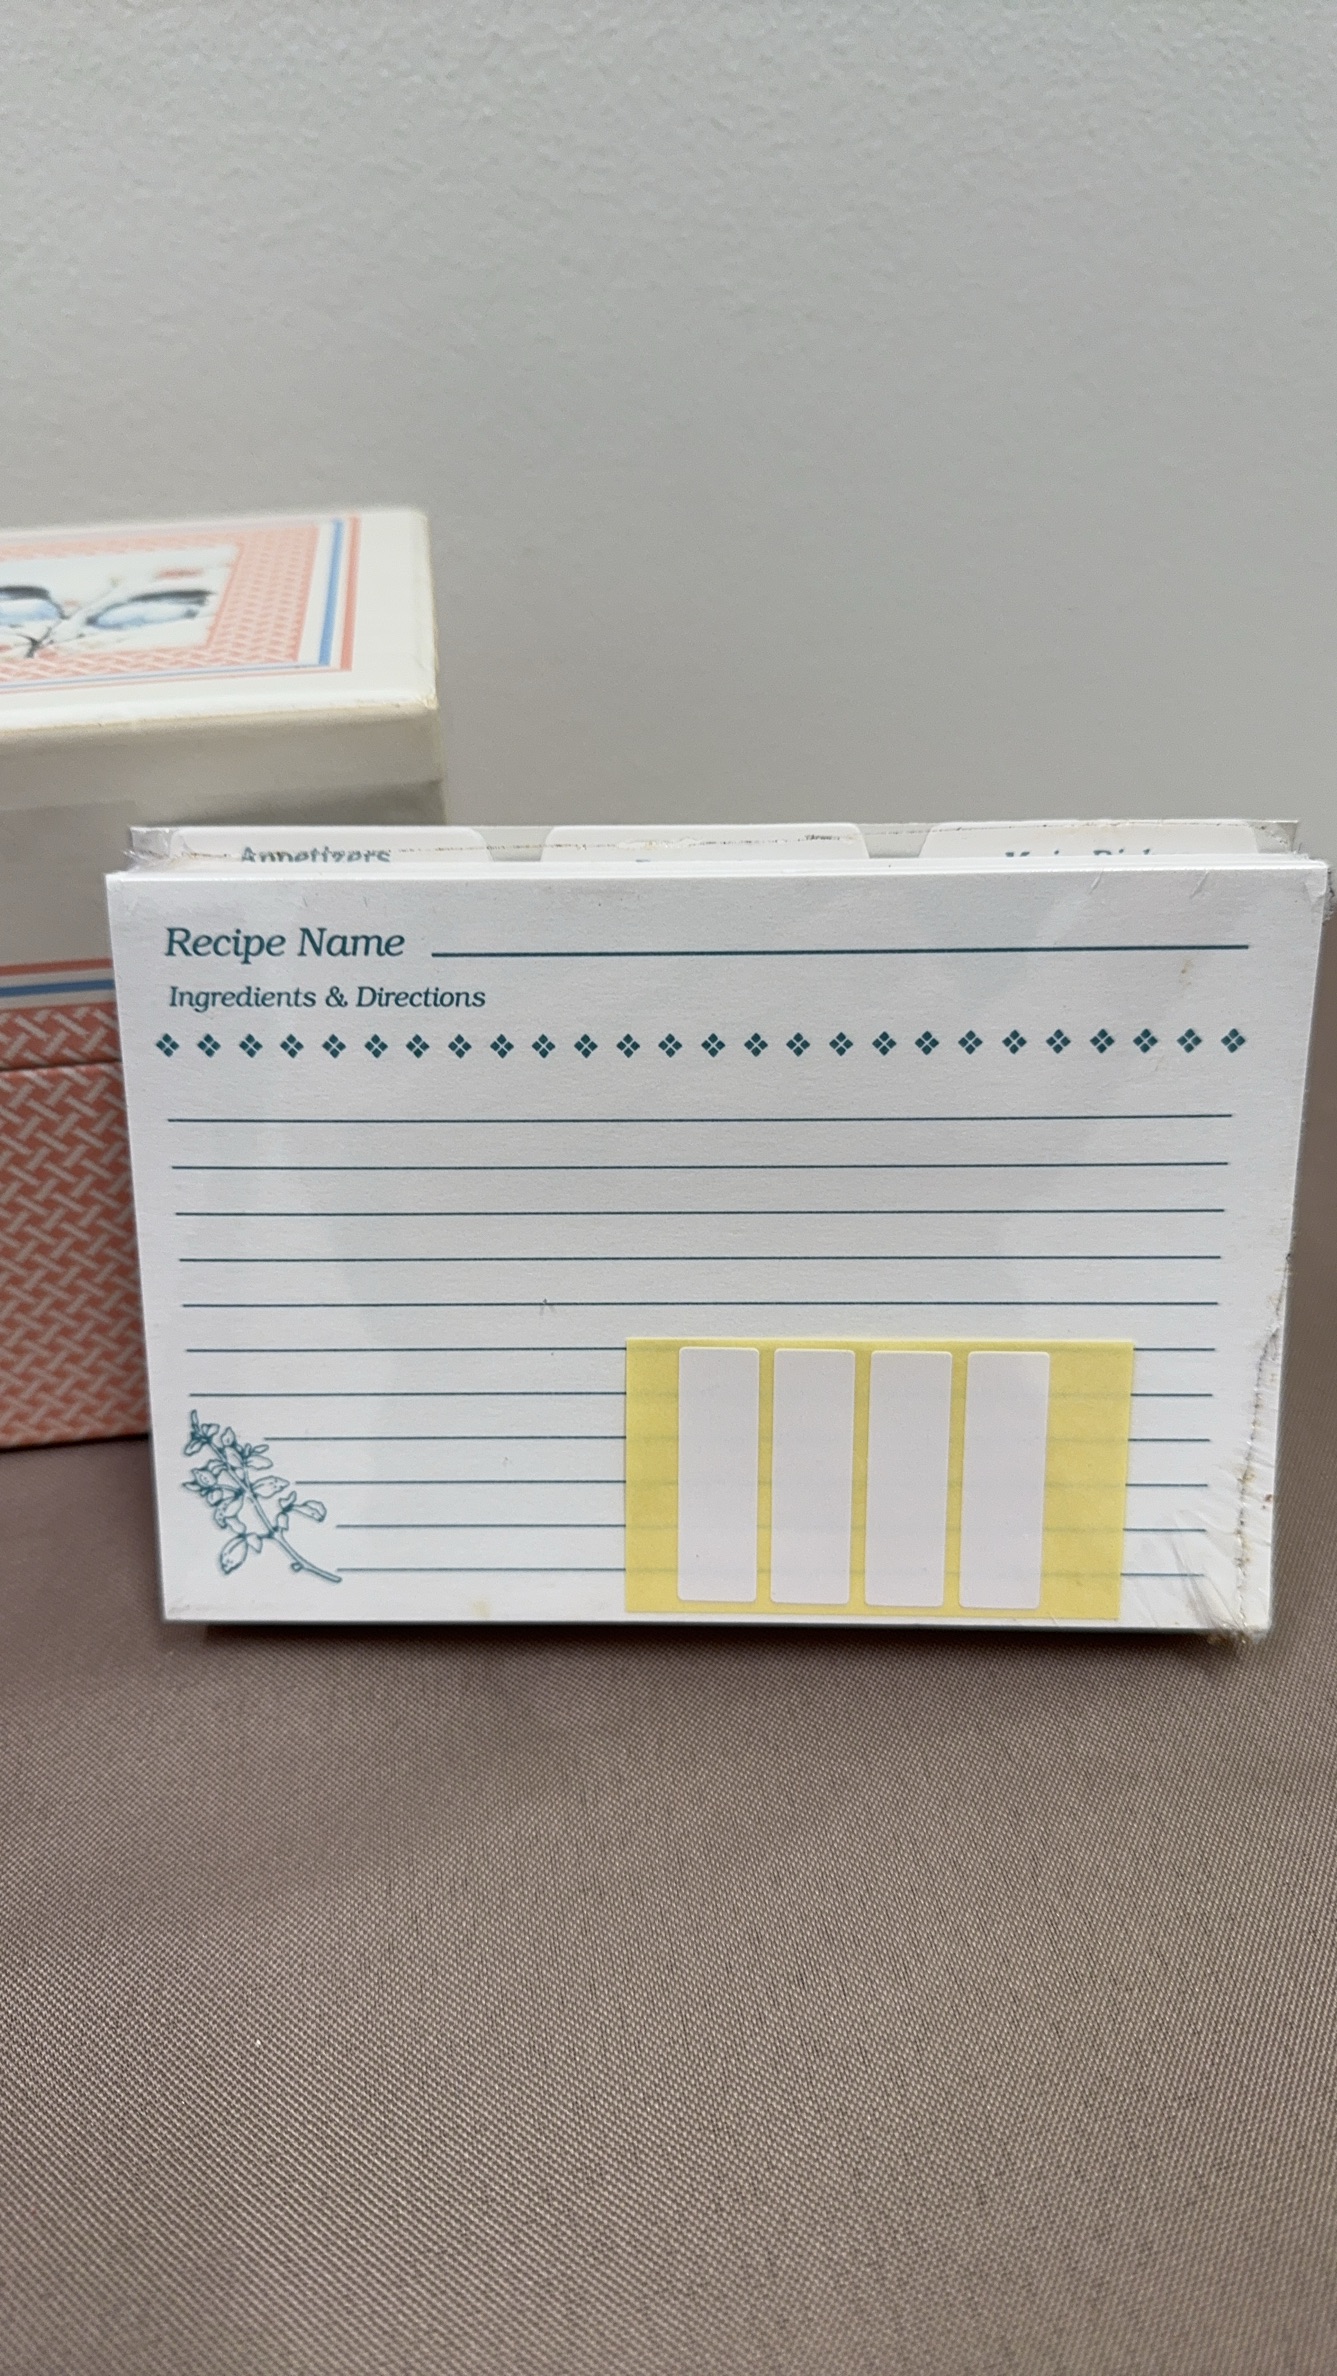 Appetizers
Recipe Name
Ingredients & Directions